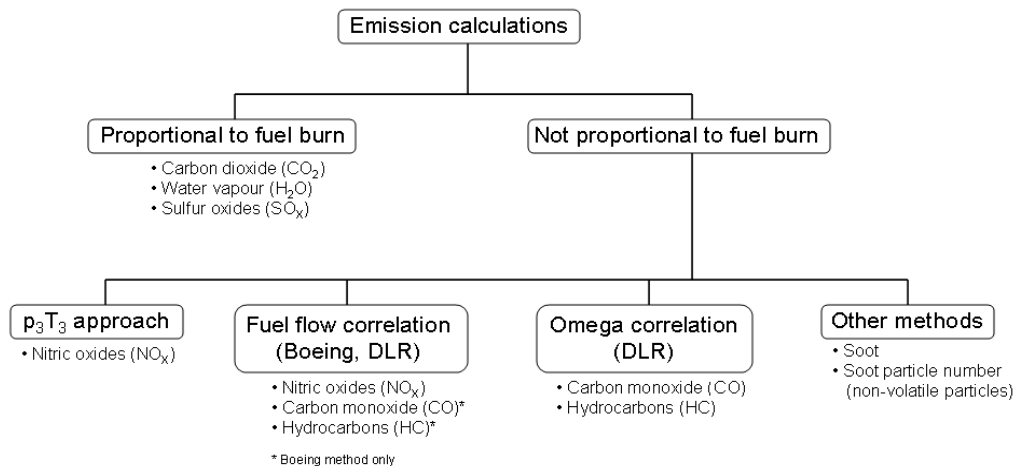 Emission calculations
Proportional to fuel burn
• Carbon dioxide (CO₂)
• Water vapour (H₂O)
• Sulfur oxides (SOₓ)
Not proportional to fuel burn
p₃T₃ approach
• Nitric oxides (NOₓ)
Fuel flow correlation
(Boeing, DLR)
• Nitric oxides (NOₓ)
• Carbon monoxide (CO)*
• Hydrocarbons (HC)*
* Boeing method only
Omega correlation
(DLR)
• Carbon monoxide (CO)
• Hydrocarbons (HC)
Other methods
• Soot
• Soot particle number
(non-volatile particles)